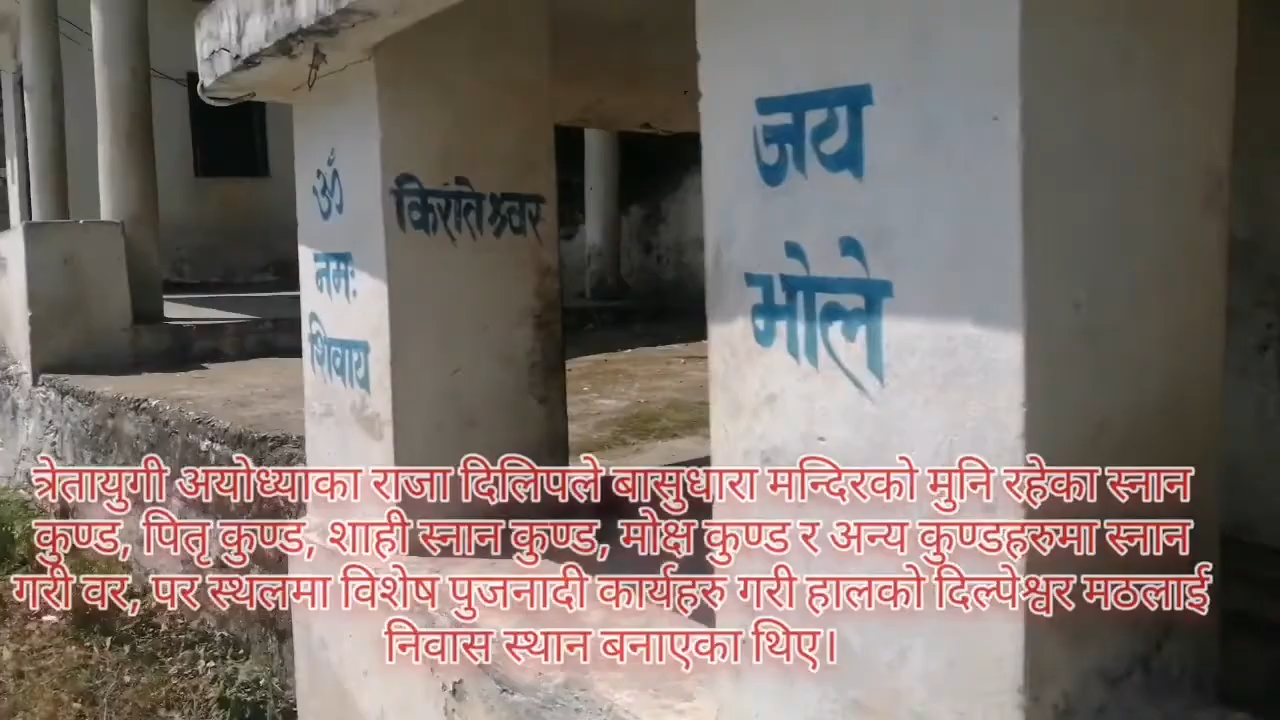 ॐ
नमः
शिवाय
किरातेश्वर
जय
भोले
त्रेतायुगी अयोध्याका राजा दिलिपले बासुधारा मन्दिरको मुनि रहेका स्नान
कुण्ड, पितृ कुण्ड, शाही स्नान कुण्ड, मोक्ष कुण्ड र अन्य कुण्डहरुमा स्नान
गरी वर, पर स्थलमा विशेष पुजनादी कार्यहरु गरी हालको दिल्पेश्वर मठलाई
निवास स्थान बनाएका थिए।